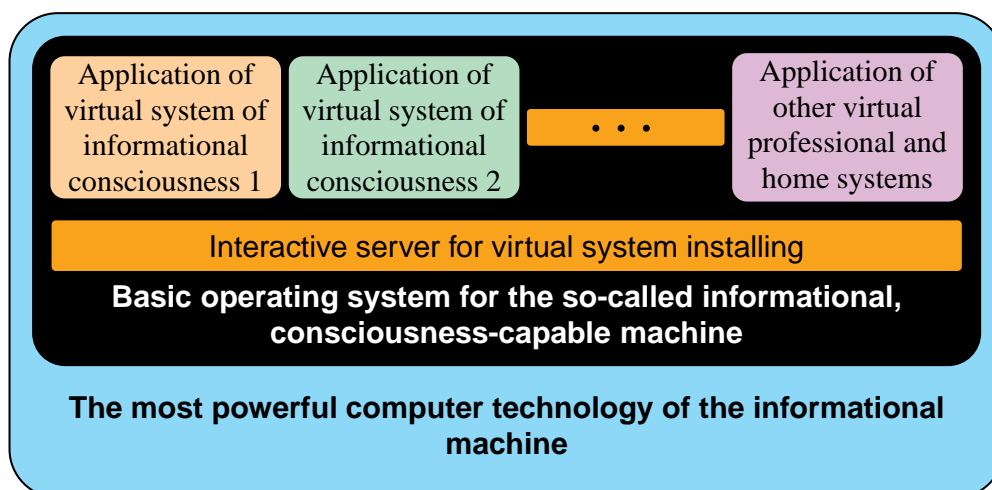 Application of
virtual system of
informational
consciousness 1
Application of
virtual system of
informational
consciousness 2
· · ·
Application of
other virtual
professional and
home systems
Interactive server for virtual system installing
Basic operating system for the so-called informational,
consciousness-capable machine
The most powerful computer technology of the informational
machine